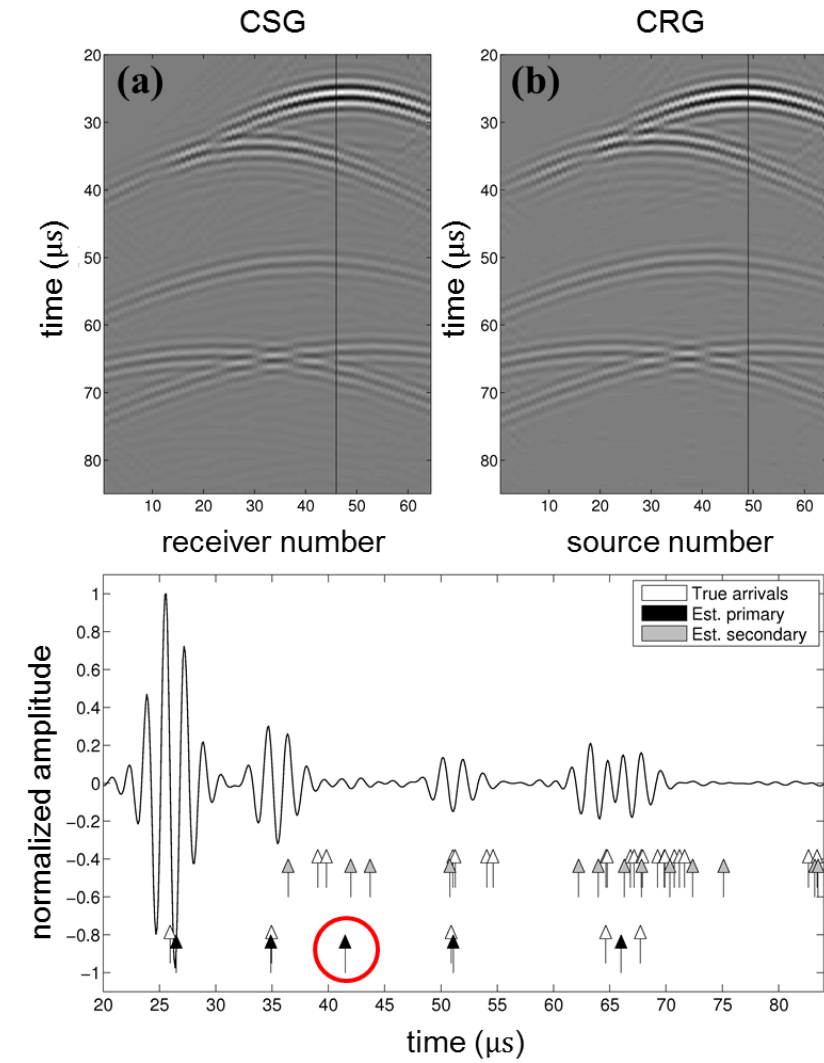 CSG CRG
(a) (b)
20 20
30 30
40 40
50 50
60 60
70 70
80 80
time (μs) time (μs)
10 20 30 40 50 60 10 20 30 40 50 60
receiver number source number
True arrivals
Est. primary
Est. secondary
1
0.8
0.6
0.4
0.2
0
-0.2
-0.4
-0.6
-0.8
-1
normalized amplitude
20 25 30 35 40 45 50 55 60 65 70 75 80
time (μs)